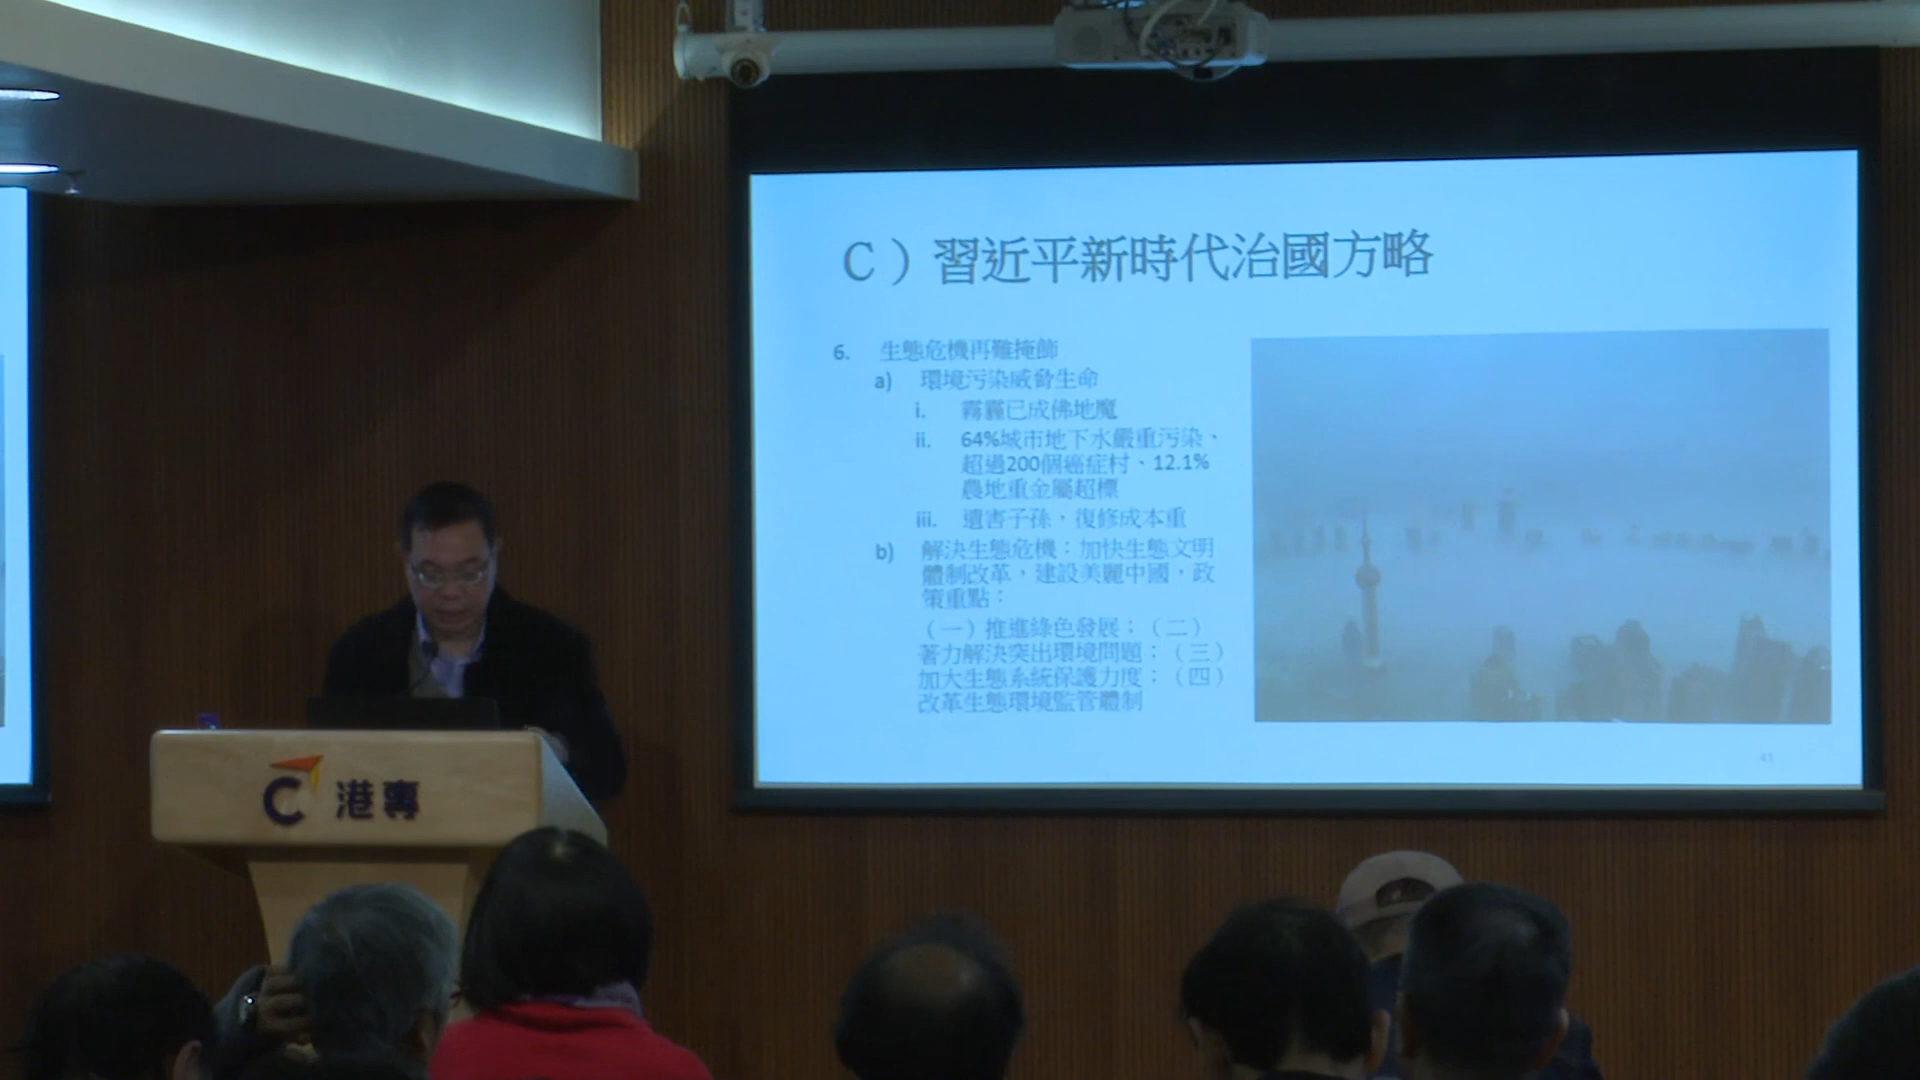 C）習近平新時代治國方略
6. 生態危機再難掩飾
a) 環境污染威脅生命
i. 霧霾已成佛地魔
ii. 64%城市地下水嚴重污染、
超過200個癌症村、12.1%
農地重金屬超標
iii. 遺害子孫，復修成本重
b) 解決生態危機：加快生態文明
體制改革，建設美麗中國，政
策重點：
（一）推進綠色發展；（二）
著力解決突出環境問題；（三）
加大生態系統保護力度；（四）
改革生態環境監管體制
港專